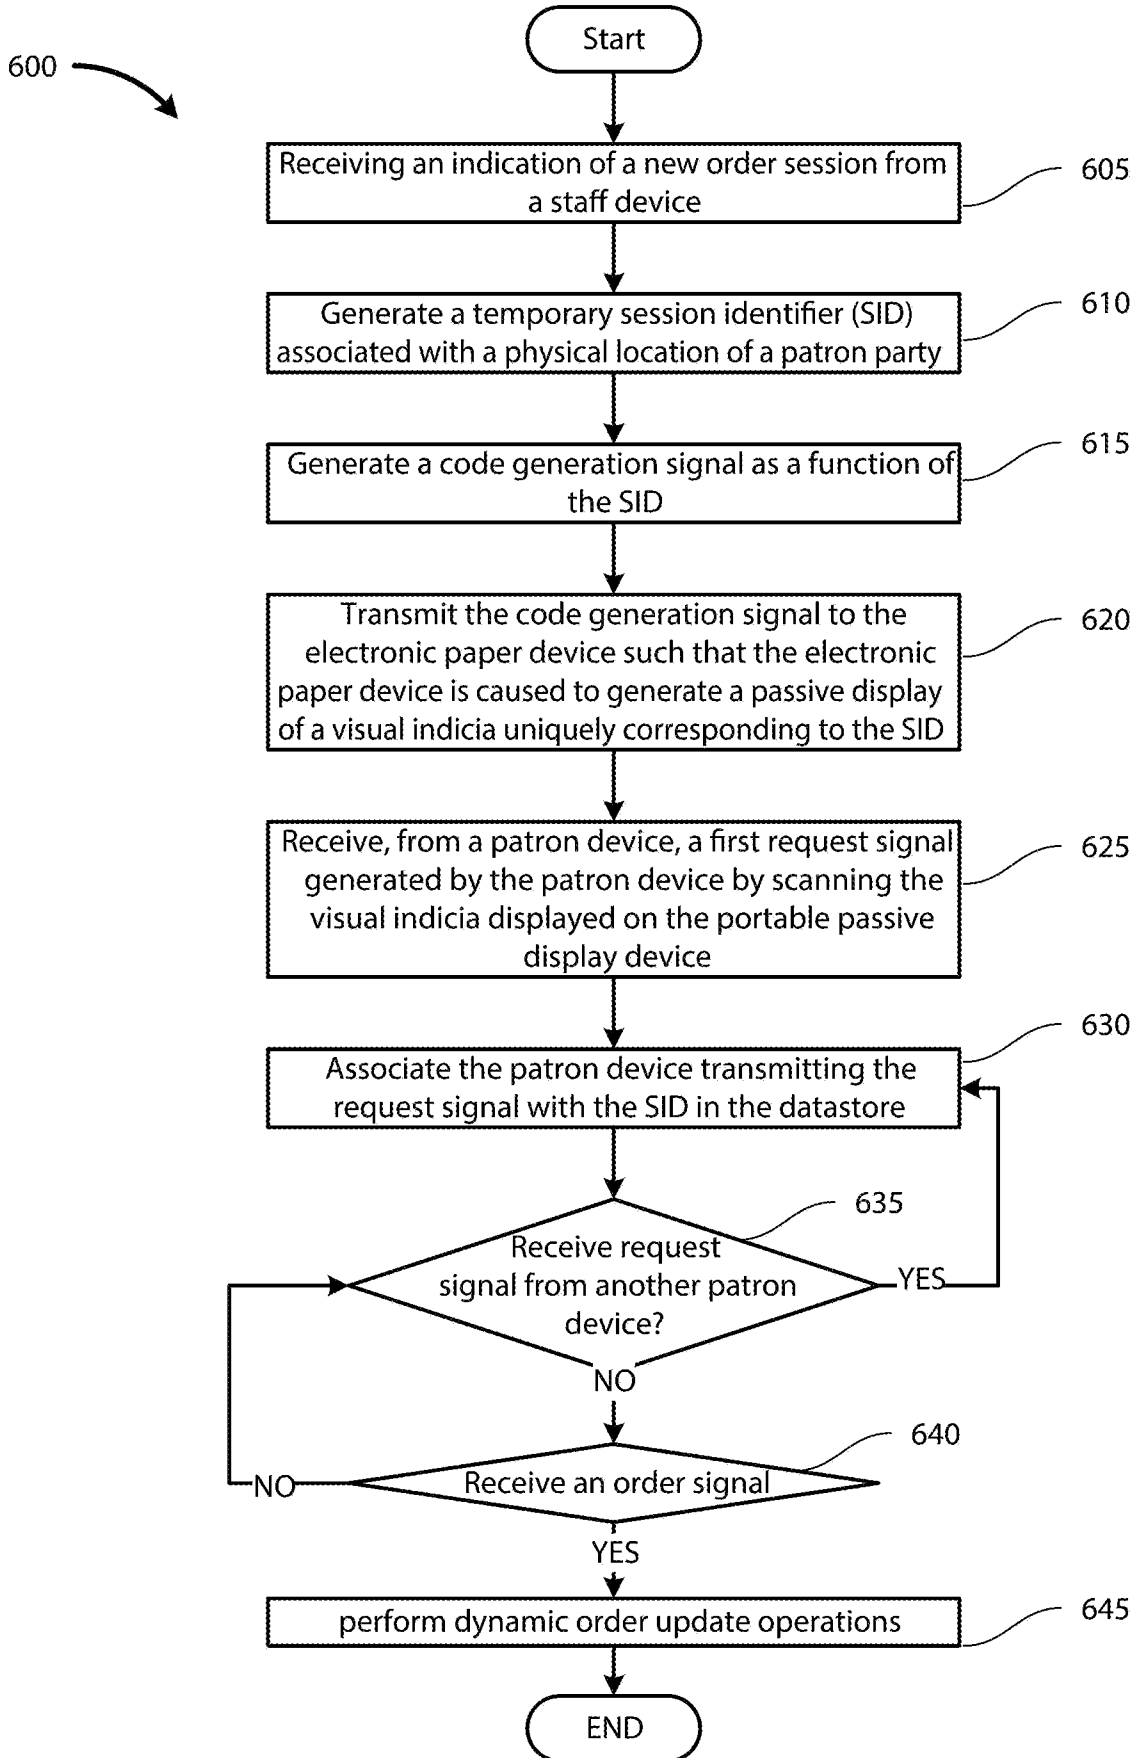 Start
600
Receiving an indication of a new order session from
a staff device
605
Generate a temporary session identifier (SID)
associated with a physical location of a patron party
610
Generate a code generation signal as a function of
the SID
615
Transmit the code generation signal to the
electronic paper device such that the electronic
paper device is caused to generate a passive display
of a visual indicia uniquely corresponding to the SID
620
Receive, from a patron device, a first request signal
generated by the patron device by scanning the
visual indicia displayed on the portable passive
display device
625
Associate the patron device transmitting the
request signal with the SID in the datastore
630
635
Receive request
signal from another patron
device?
YES
NO
640
Receive an order signal
NO
YES
perform dynamic order update operations
645
END